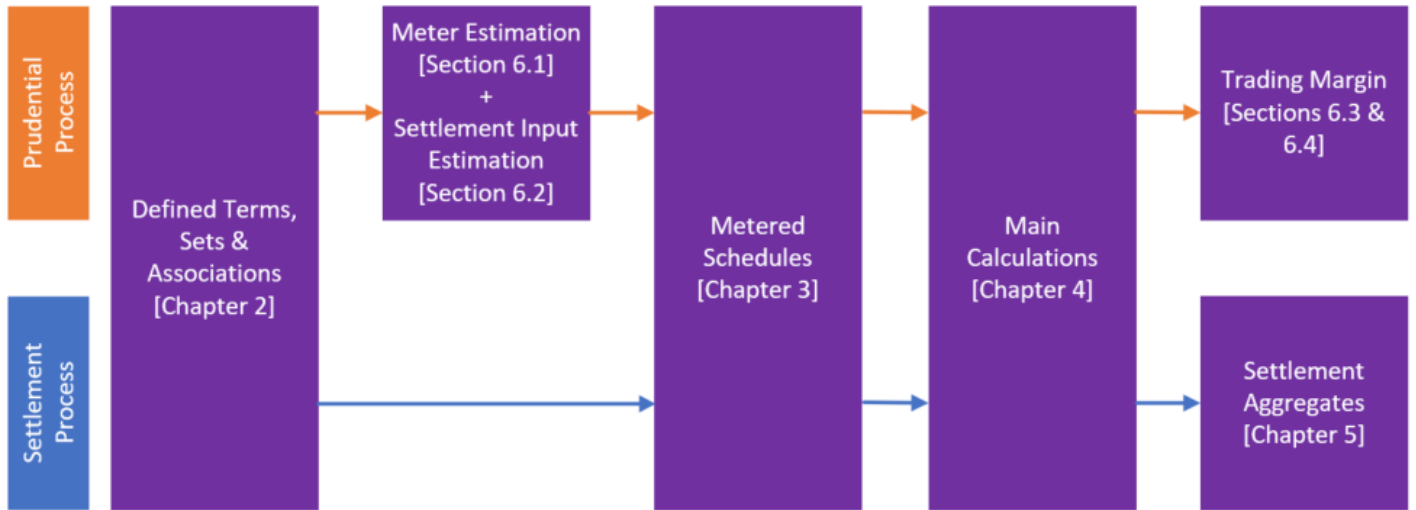 Prudential
Process
Settlement
Process
Defined Terms,
Sets &
Associations
[Chapter 2]
Meter Estimation
[Section 6.1]
+
Settlement Input
Estimation
[Section 6.2]
Metered
Schedules
[Chapter 3]
Main
Calculations
[Chapter 4]
Trading Margin
[Sections 6.3 &
6.4]
Settlement
Aggregates
[Chapter 5]